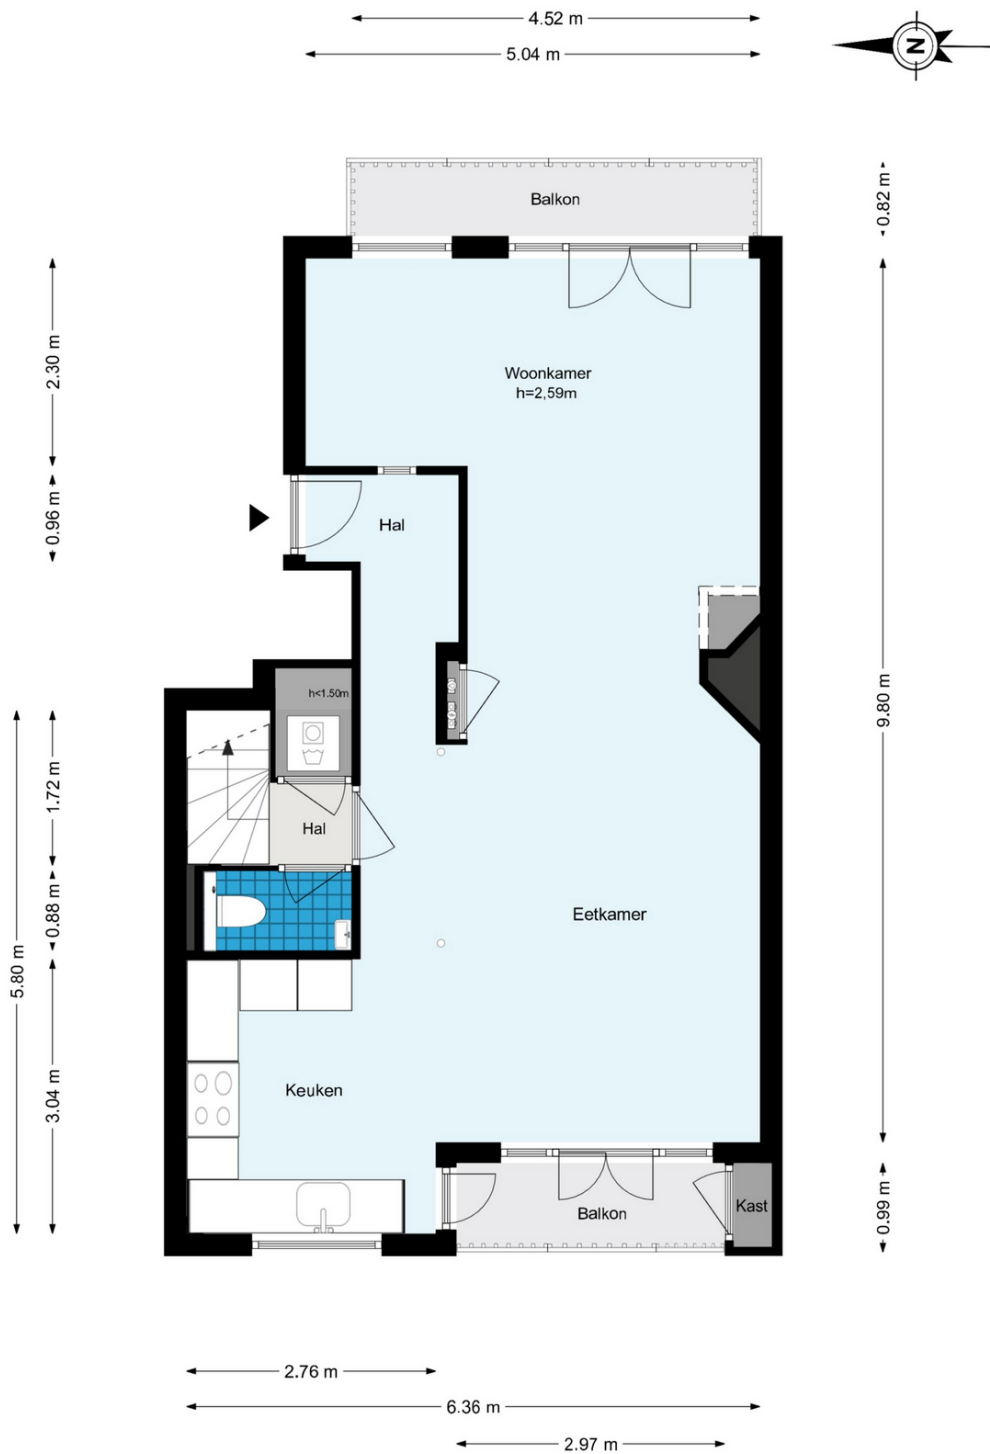 4.52 m
5.04 m
N
Balkon
0.82 m
2.30 m
Woonkamer
h=2,59m
0.96 m
Hal
h<1.50m
9.80 m
1.72 m
Hal
0.88 m
Eetkamer
5.80 m
3.04 m
Keuken
Balkon
Kast
0.99 m
2.76 m
6.36 m
2.97 m